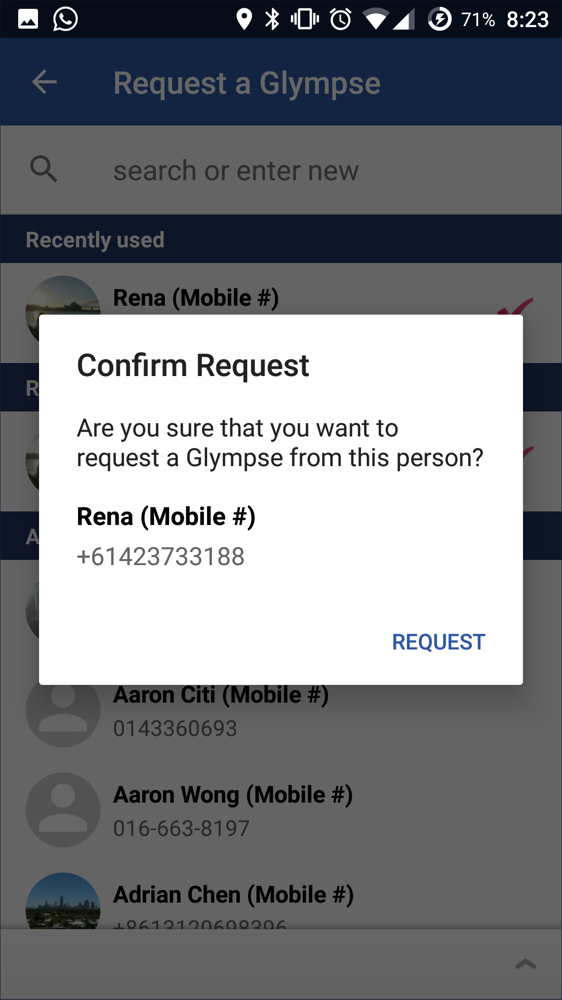 71% 8:23
Request a Glympse
search or enter new
Recently used
Rena (Mobile #)
R
Confirm Request
Are you sure that you want to
request a Glympse from this person?
Rena (Mobile #)
A
+61423733188
REQUEST
Aaron Citi (Mobile #)
0143360693
Aaron Wong (Mobile #)
016-663-8197
Adrian Chen (Mobile #)
+8613120698396